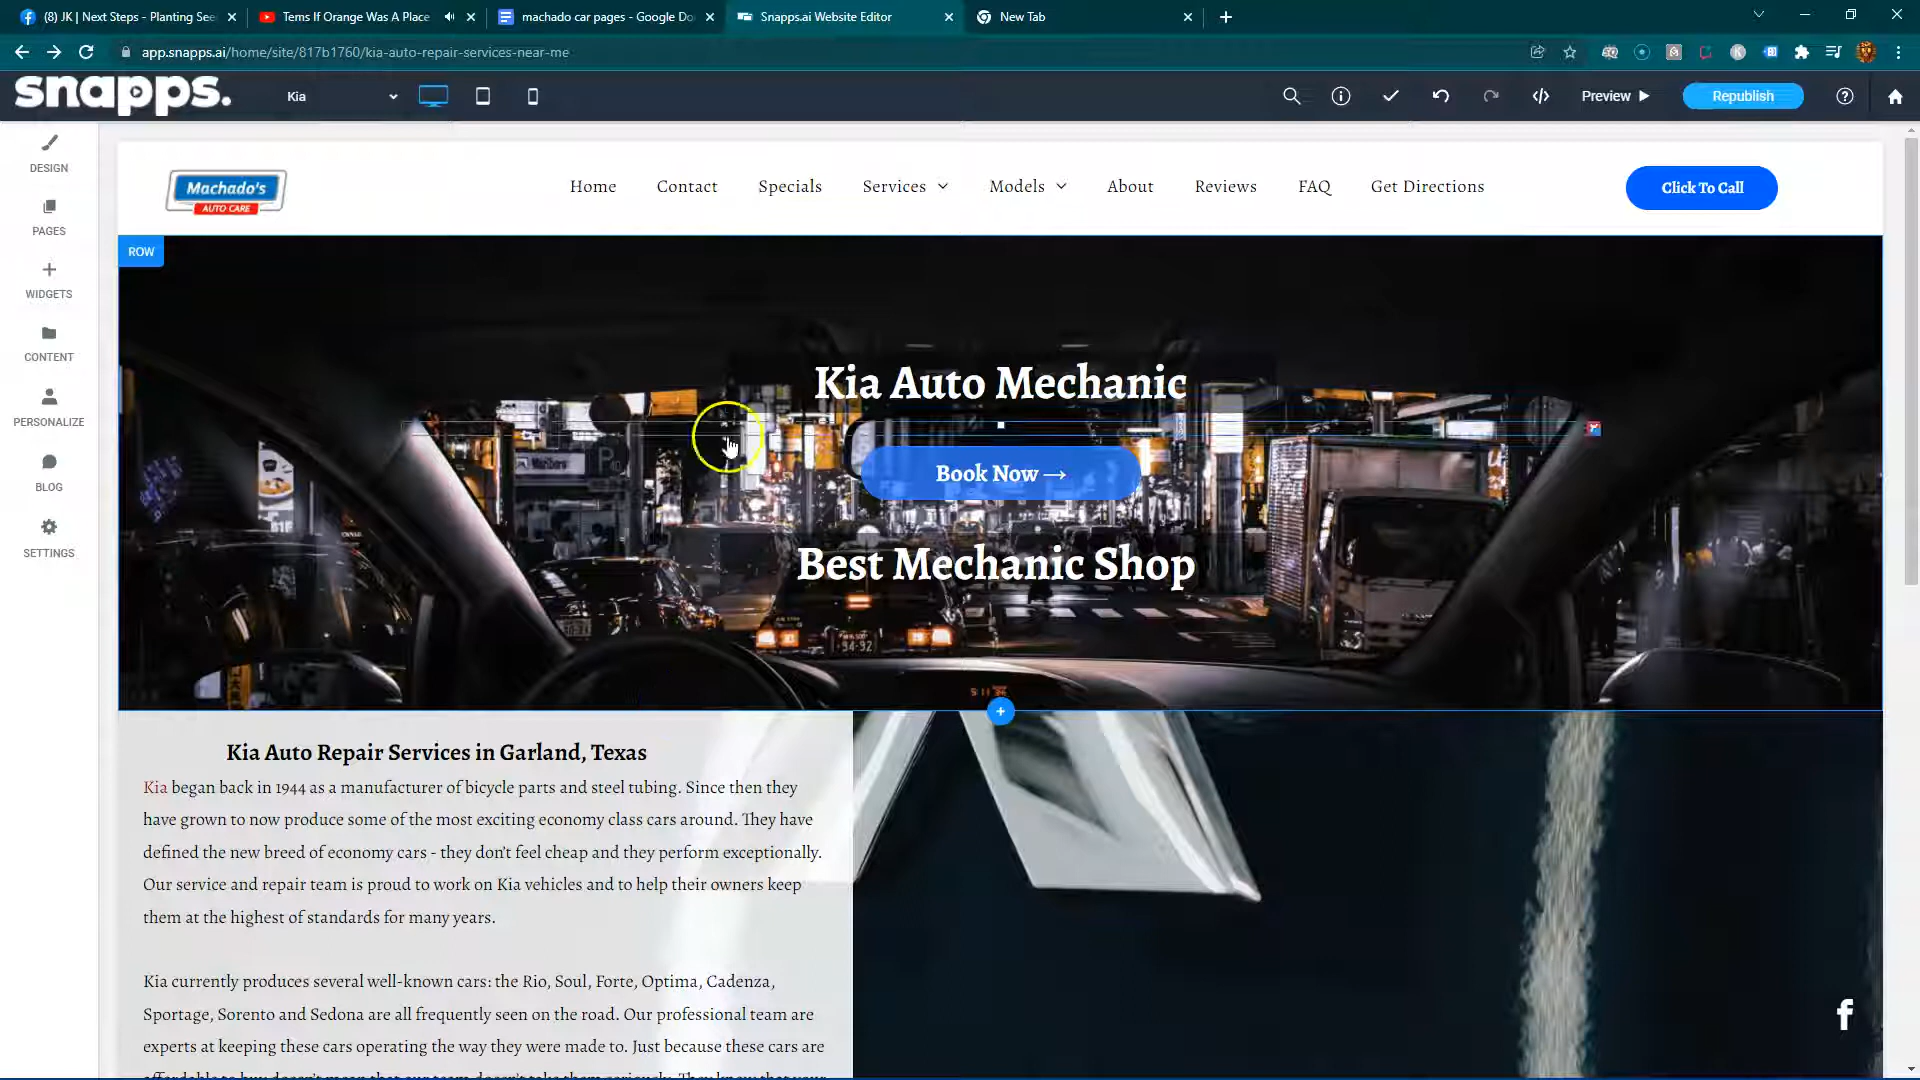 (8) JK | Next Steps - Planting See
Tems If Orange Was A Place
machado car pages - Google Do
Snapps.ai Website Editor
New Tab
app.snapps.ai/home/site/817b1760/kia-auto-repair-services-near-me
snapps.
Kia
Preview
Republish
DESIGN
PAGES
WIDGETS
CONTENT
PERSONALIZE
BLOG
SETTINGS
Machado's
AUTO CARE
Home
Contact
Specials
Services
Models
About
Reviews
FAQ
Get Directions
Click To Call
ROW
Kia Auto Mechanic
Book Now →
Best Mechanic Shop
94-92
Kia Auto Repair Services in Garland, Texas
Kia began back in 1944 as a manufacturer of bicycle parts and steel tubing. Since then they
have grown to now produce some of the most exciting economy class cars around. They have
defined the new breed of economy cars - they don't feel cheap and they perform exceptionally.
Our service and repair team is proud to work on Kia vehicles and to help their owners keep
them at the highest of standards for many years.
Kia currently produces several well-known cars: the Rio, Soul, Forte, Optima, Cadenza,
Sportage, Sorento and Sedona are all frequently seen on the road. Our professional team are
experts at keeping these cars operating the way they were made to. Just because these cars are